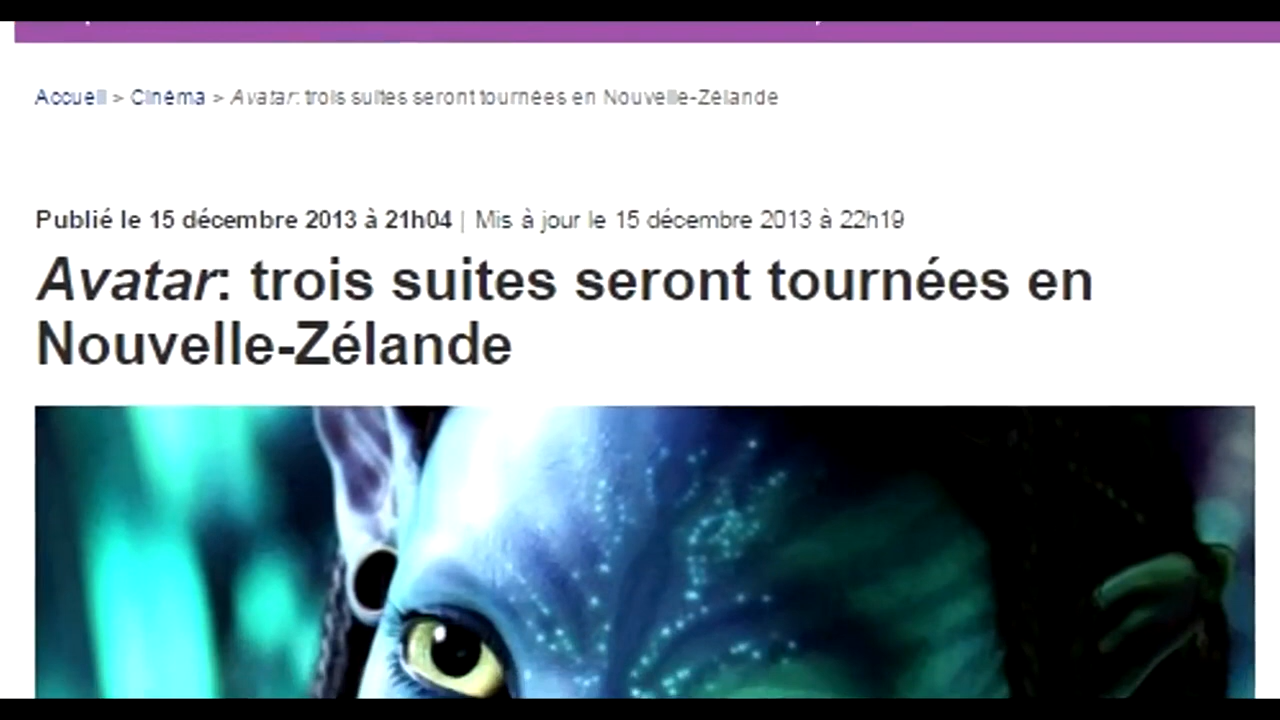 Accueil > Cinéma > Avatar: trois suites seront tournées en Nouvelle-Zélande
Publié le 15 décembre 2013 à 21h04 | Mis à jour le 15 décembre 2013 à 22h19
Avatar: trois suites seront tournées en
Nouvelle-Zélande